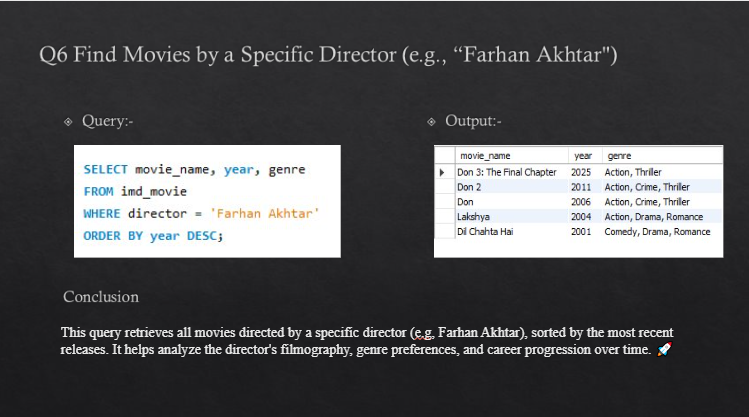 Q6 Find Movies by a Specific Director (e.g., “Farhan Akhtar")
Query:-
SELECT movie_name, year, genre
FROM imd_movie
WHERE director = 'Farhan Akhtar'
ORDER BY year DESC;
Output:-
movie_name year genre
Don 3: The Final Chapter 2025 Action, Thriller
Don 2 2011 Action, Crime, Thriller
Don 2006 Action, Crime, Thriller
Lakshya 2004 Action, Drama, Romance
Dil Chahta Hai 2001 Comedy, Drama, Romance
Conclusion
This query retrieves all movies directed by a specific director (e.g, Farhan Akhtar), sorted by the most recent
releases. It helps analyze the director's filmography, genre preferences, and career progression over time. 🚀